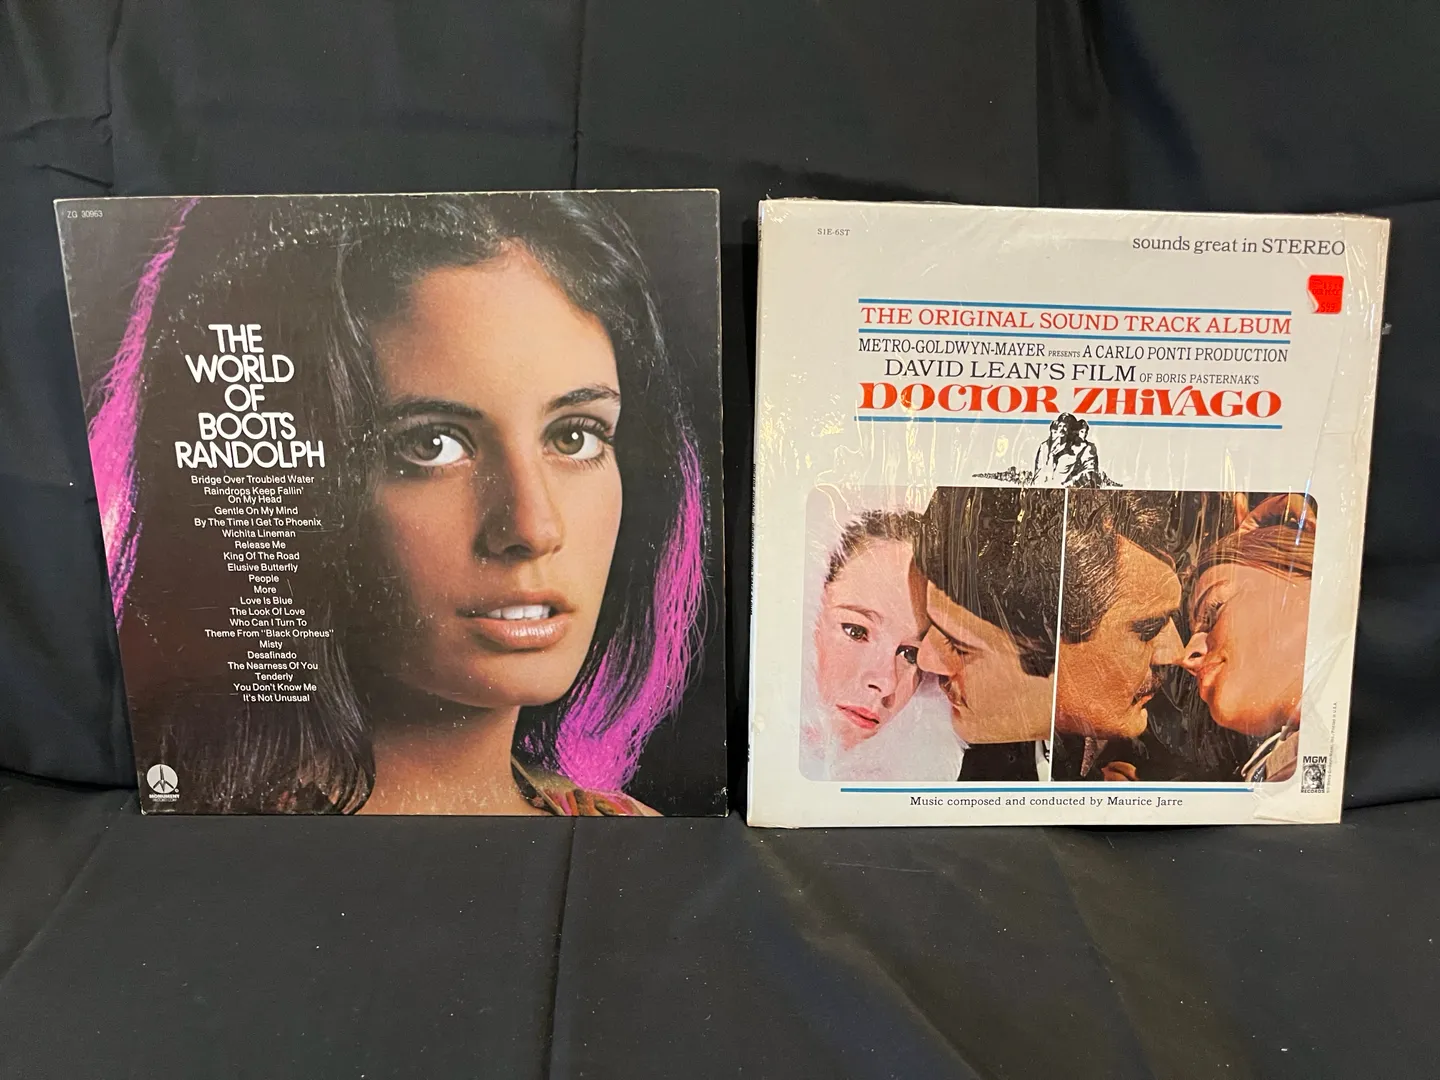 ZG 30963
THE
WORLD
OF
BOOTS
RANDOLPH
Bridge Over Troubled Water
Raindrops Keep Fallin'
On My Head
Gentle On My Mind
By The Time I Get To Phoenix
Wichita Lineman
Release Me
King Of The Road
Elusive Butterfly
People
More
Love Is Blue
The Look Of Love
Who Can I Turn To
Theme From "Black Orpheus"
Misty
Desafinado
The Nearness Of You
Tenderly
You Don't Know Me
It's Not Unusual
MONUMENT
S1E-6ST
sounds great in STEREO
THE ORIGINAL SOUND TRACK ALBUM
METRO-GOLDWYN-MAYER PRESENTS A CARLO PONTI PRODUCTION
DAVID LEAN'S FILM OF BORIS PASTERNAK'S
DOCTOR ZHiVAGO
MGM
RECORDS
Music composed and conducted by Maurice Jarre